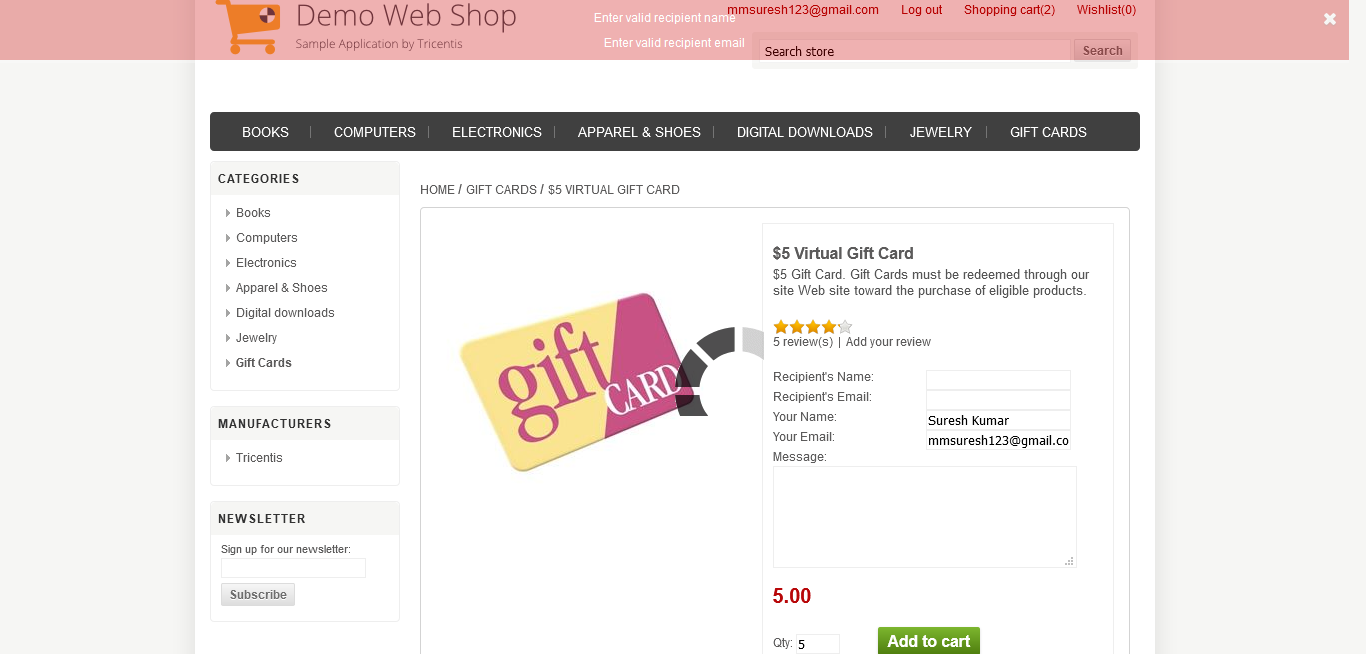 Demo Web Shop
Sample Application by Tricentis
Enter valid recipient name
Enter valid recipient email
mmsuresh123@gmail.com Log out Shopping cart(2) Wishlist(0)
Search store Search
BOOKS COMPUTERS ELECTRONICS APPAREL & SHOES DIGITAL DOWNLOADS JEWELRY GIFT CARDS
CATEGORIES
Books
Computers
Electronics
Apparel & Shoes
Digital downloads
Jewelry
Gift Cards
MANUFACTURERS
Tricentis
NEWSLETTER
Sign up for our newsletter:
Subscribe
HOME / GIFT CARDS / $5 VIRTUAL GIFT CARD
gift
CARD
$5 Virtual Gift Card
$5 Gift Card. Gift Cards must be redeemed through our
site Web site toward the purchase of eligible products.
5 review(s) | Add your review
Recipient's Name:
Recipient's Email:
Your Name: Suresh Kumar
Your Email: mmsuresh123@gmail.co
Message:
5.00
Qty: 5 Add to cart